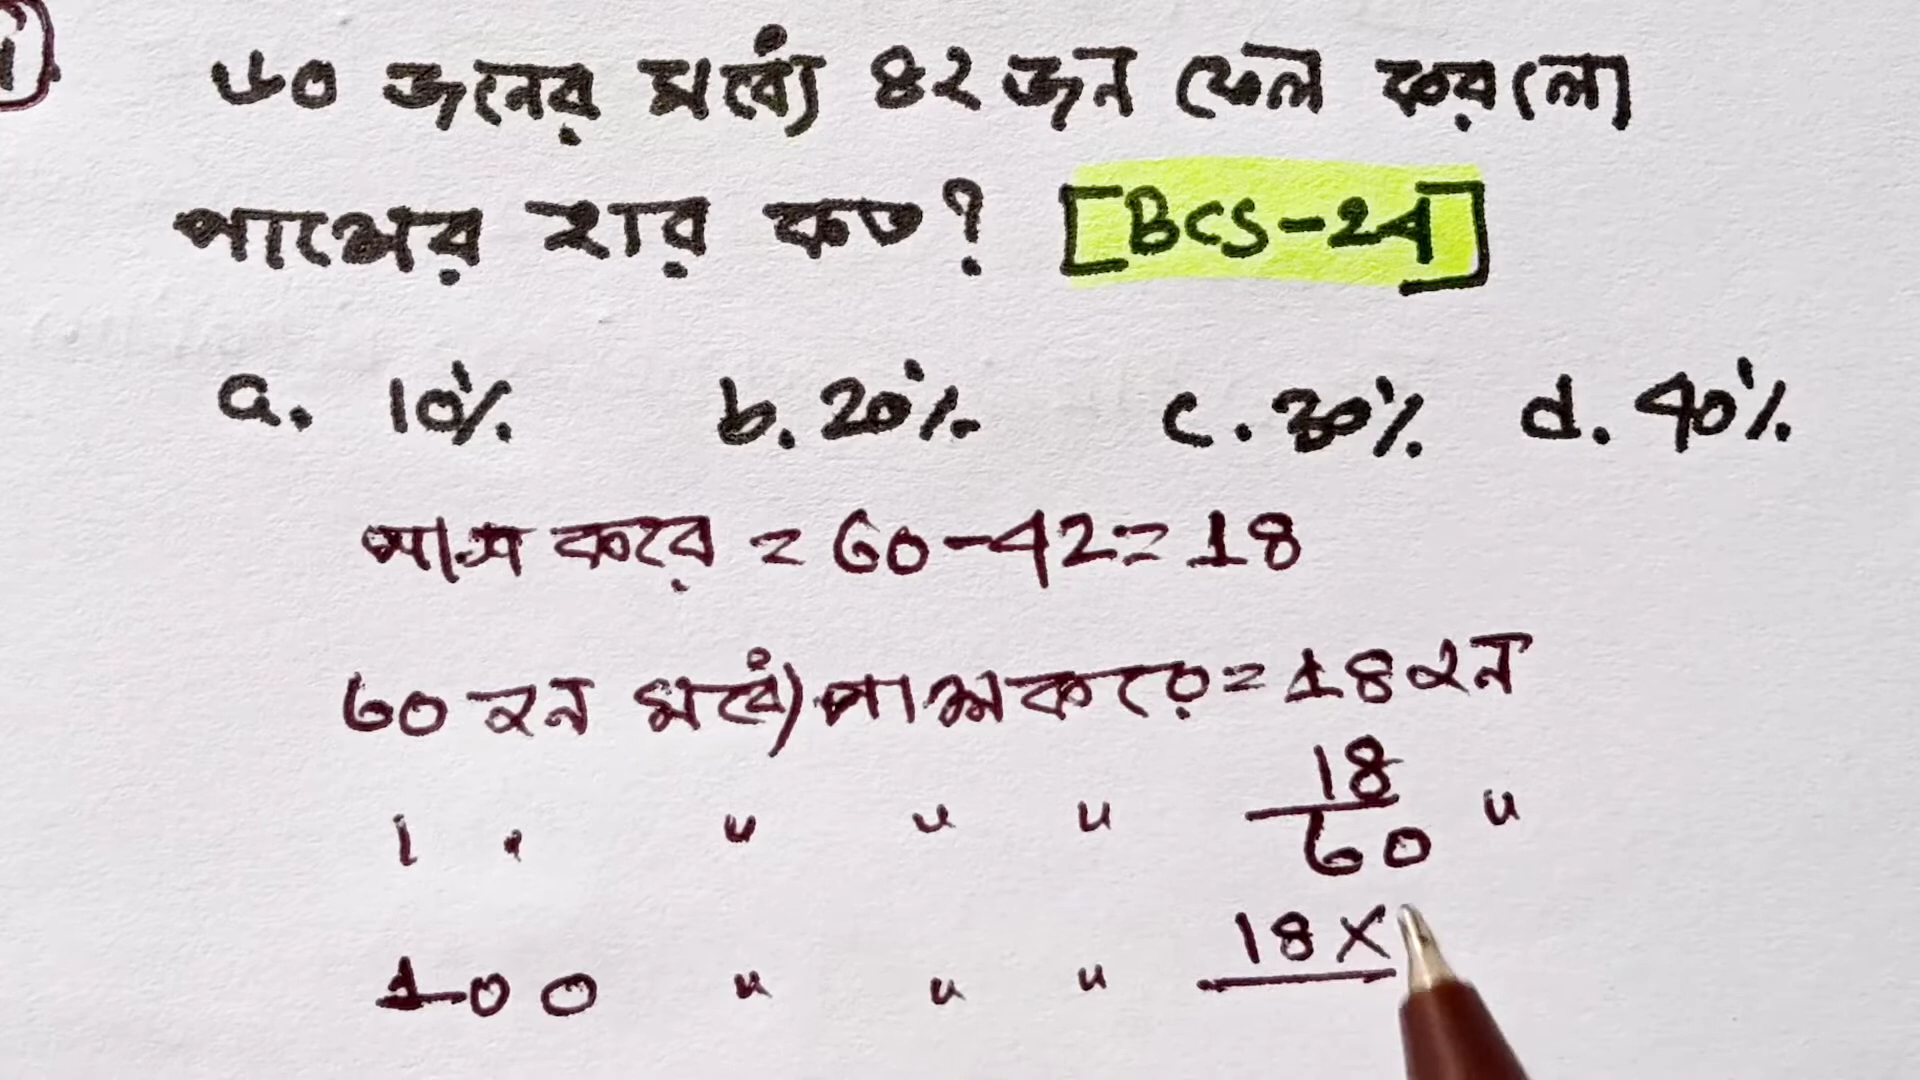 ৬০ জনের মধ্যে ৪২ জন ফেল করলে
পাশের হার কত? [BCS-24]
a. 10% b. 20% c. 30% d. 40%
পাশ করে = 60-42= 18
60 জন মধ্যে পাশ করে = 18 জন
1 " " " " 18/60 "
100 " " " 18×